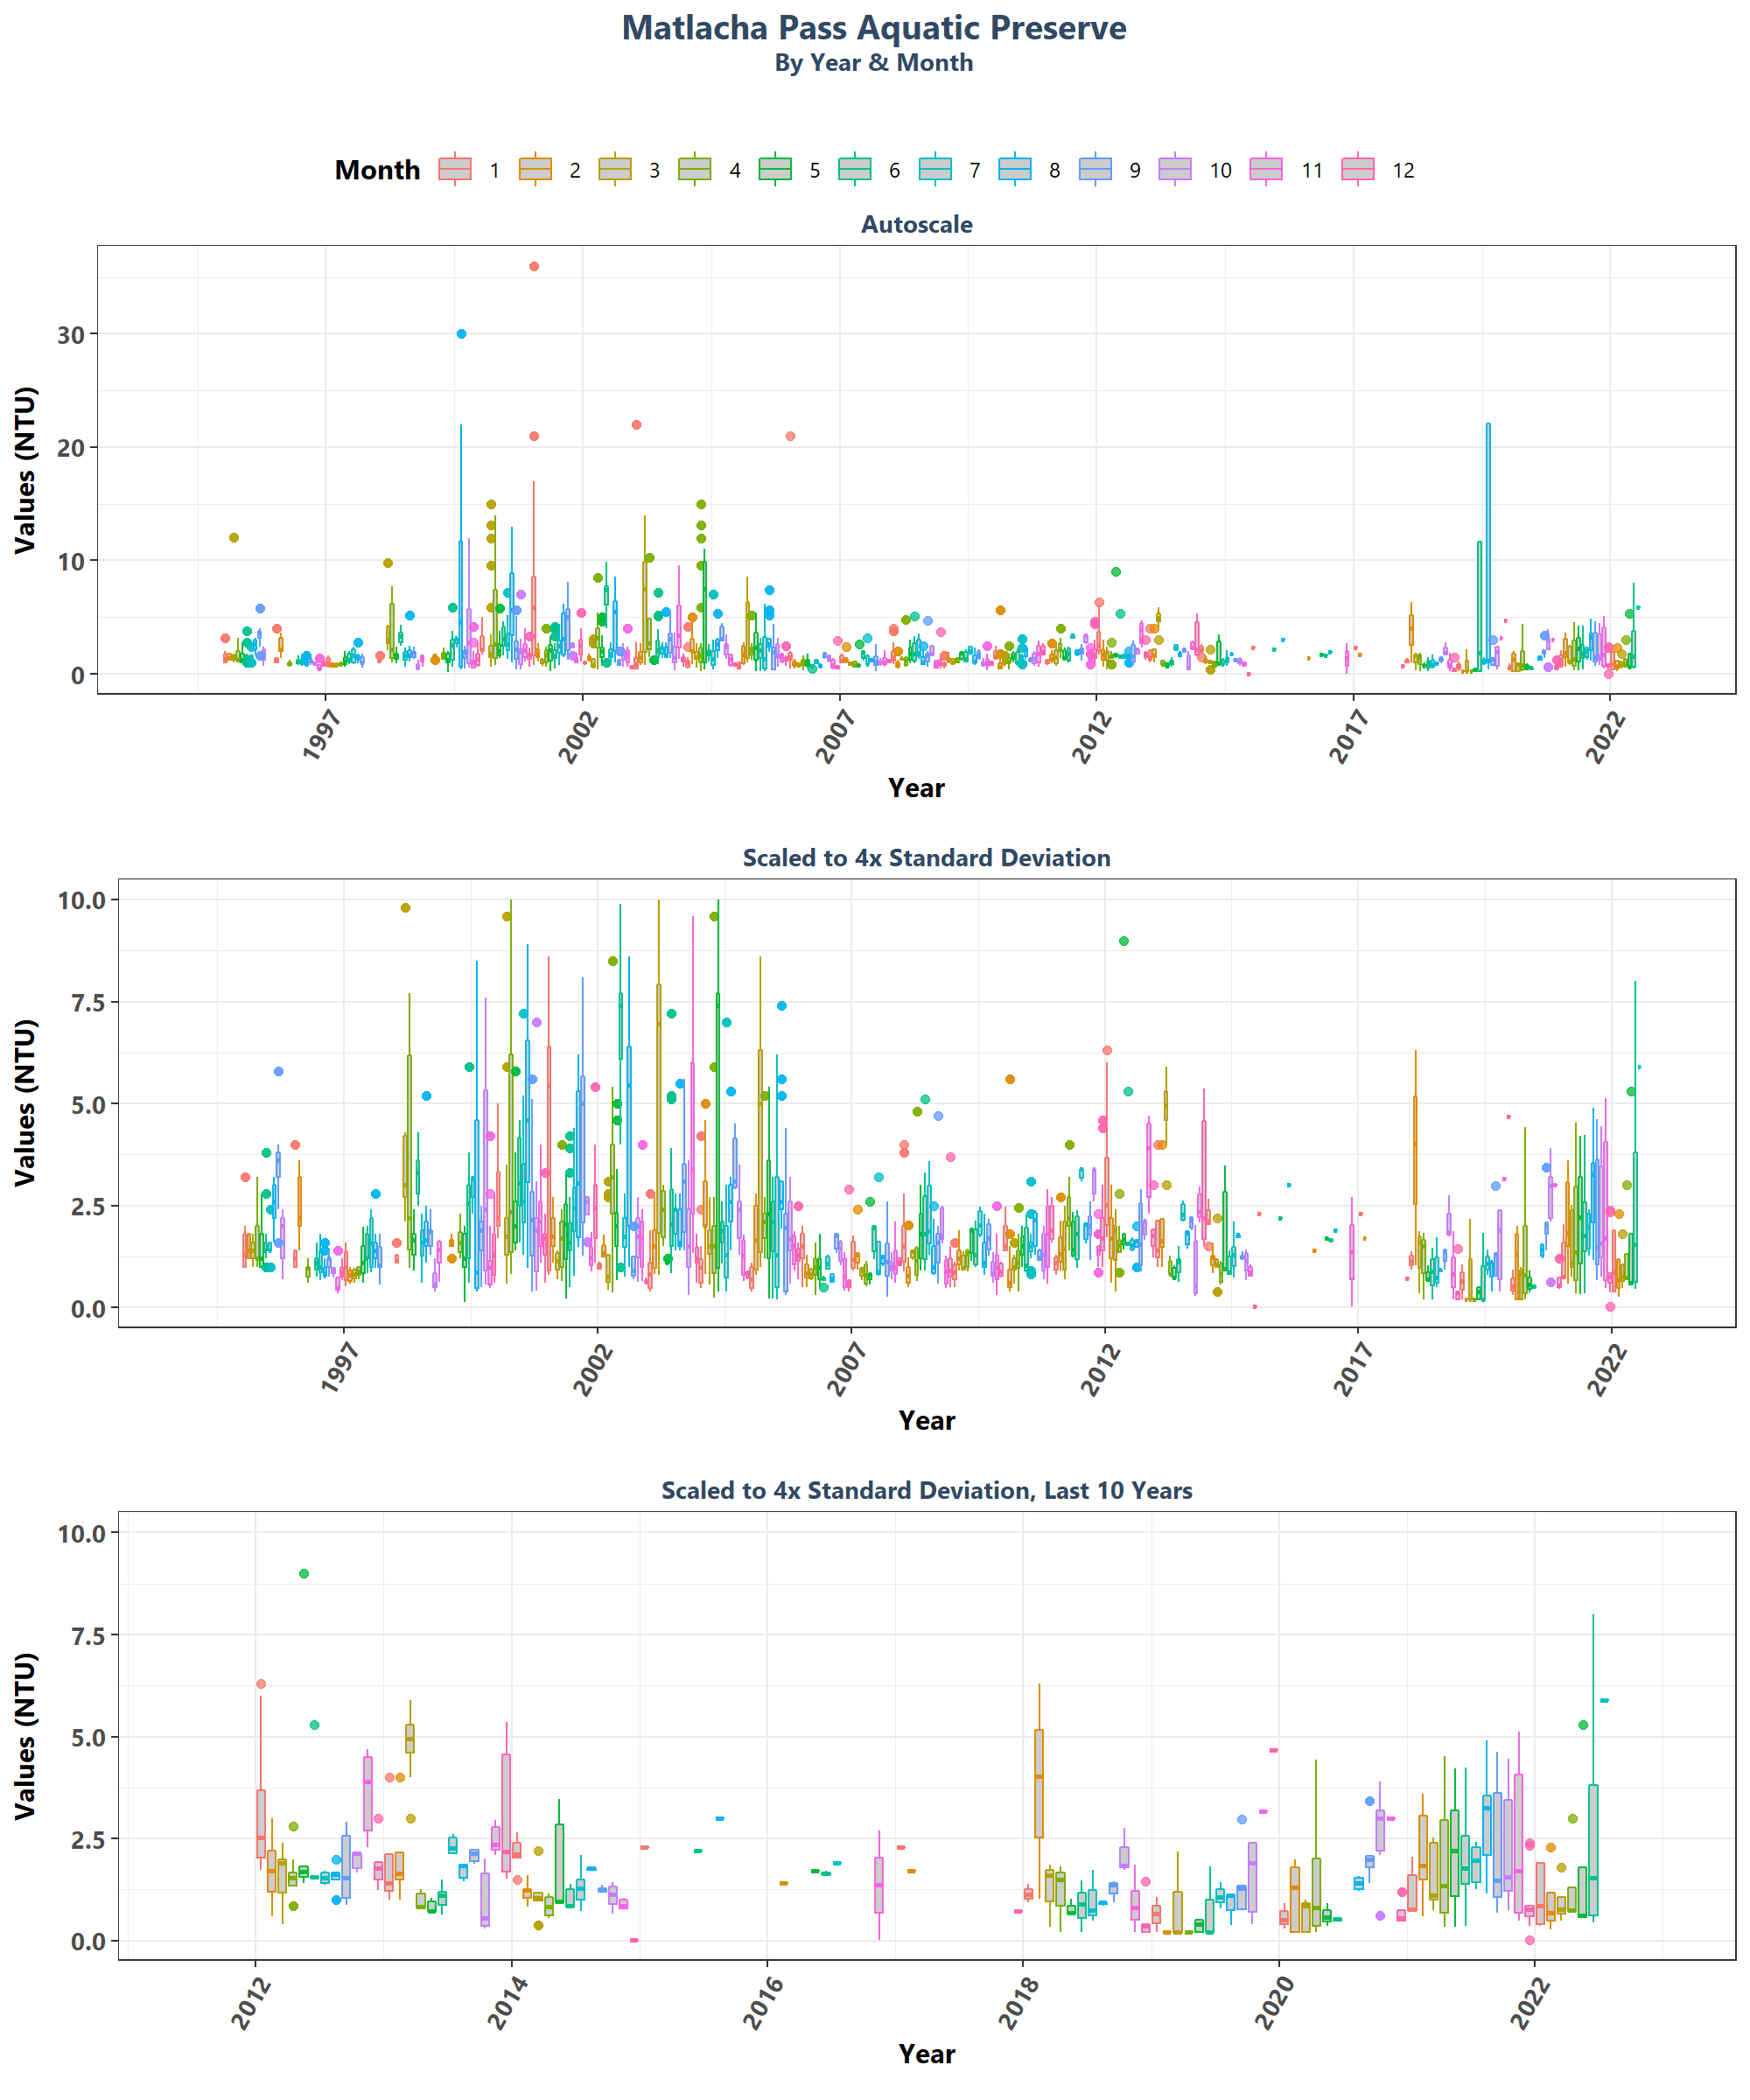 Matlacha Pass Aquatic Preserve
By Year & Month
Month 1 2 3 4 5 6 7 8 9 10 11 12
Autoscale
Values (NTU)
30
20
10
0
1997 2002 2007 2012 2017 2022
Year
Scaled to 4x Standard Deviation
Values (NTU)
10.0
7.5
5.0
2.5
0.0
1997 2002 2007 2012 2017 2022
Year
Scaled to 4x Standard Deviation, Last 10 Years
Values (NTU)
10.0
7.5
5.0
2.5
0.0
2012 2014 2016 2018 2020 2022
Year